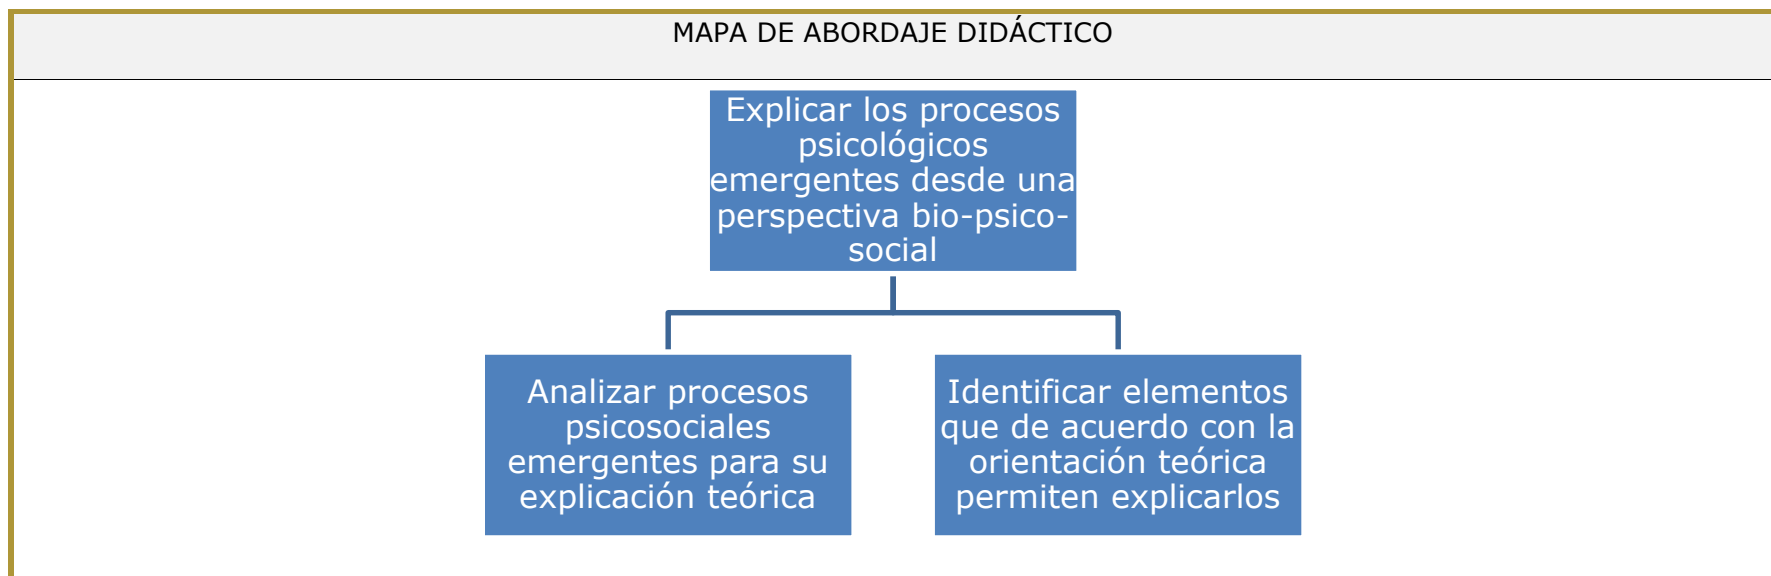 MAPA DE ABORDAJE DIDÁCTICO
Explicar los procesos
psicológicos
emergentes desde una
perspectiva bio-psico-
social
Analizar procesos
psicosociales
emergentes para su
explicación teórica
Identificar elementos
que de acuerdo con la
orientación teórica
permiten explicarlos